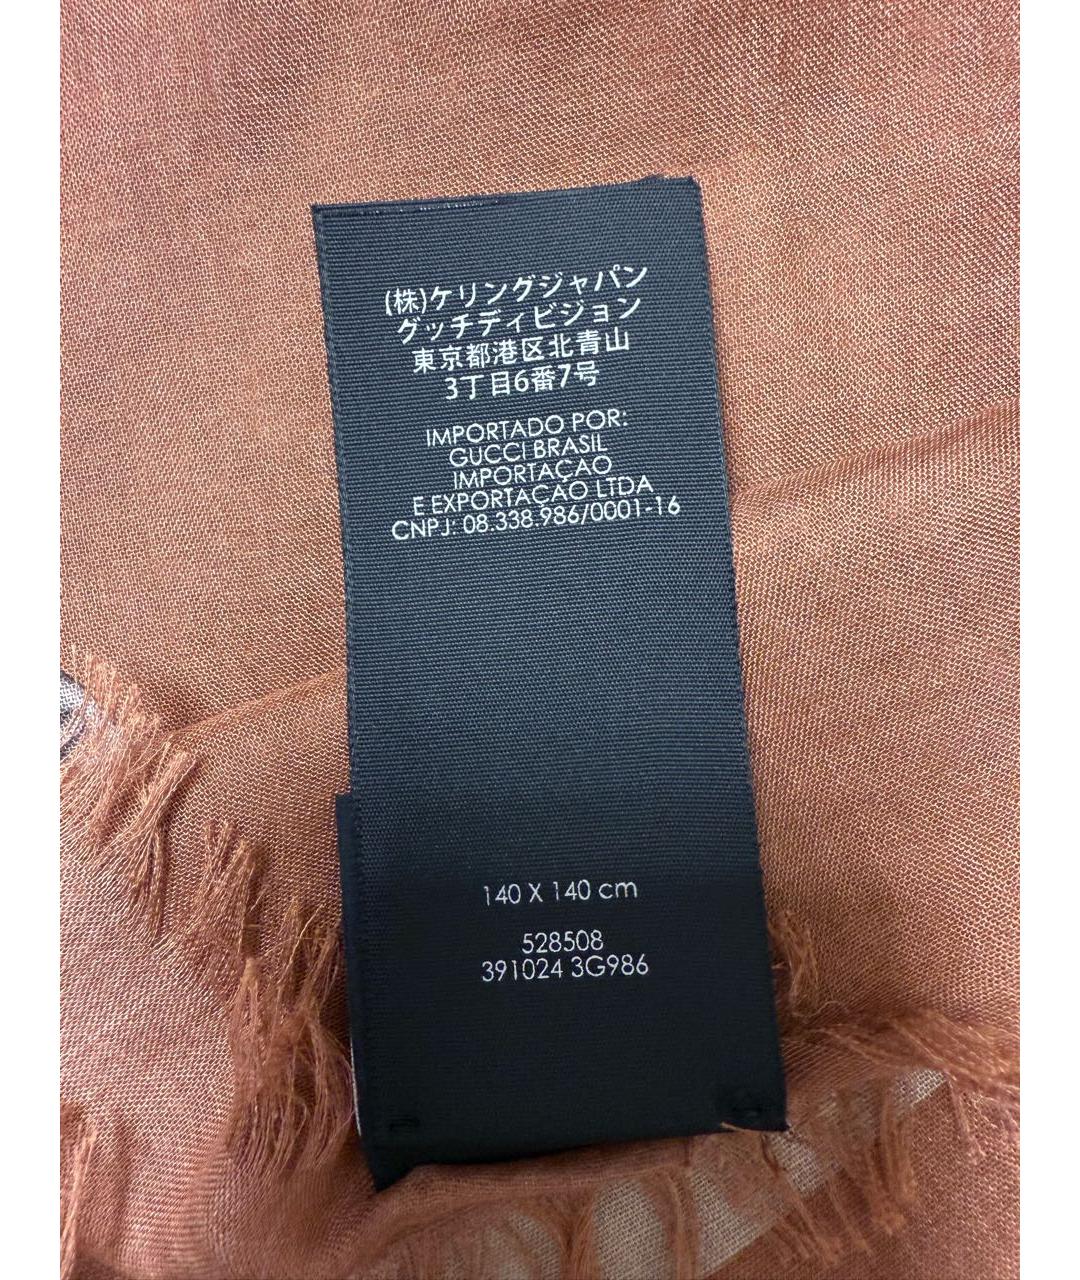 (株)ケリングジャパン
グッチディビジョン
東京都港区北青山
3丁目6番7号
IMPORTADO POR:
GUCCI BRASIL
IMPORTAÇAO
E EXPORTAÇAO LTDA
CNPJ: 08.338.986/0001-16
140 X 140 cm
528508
391024 3G986